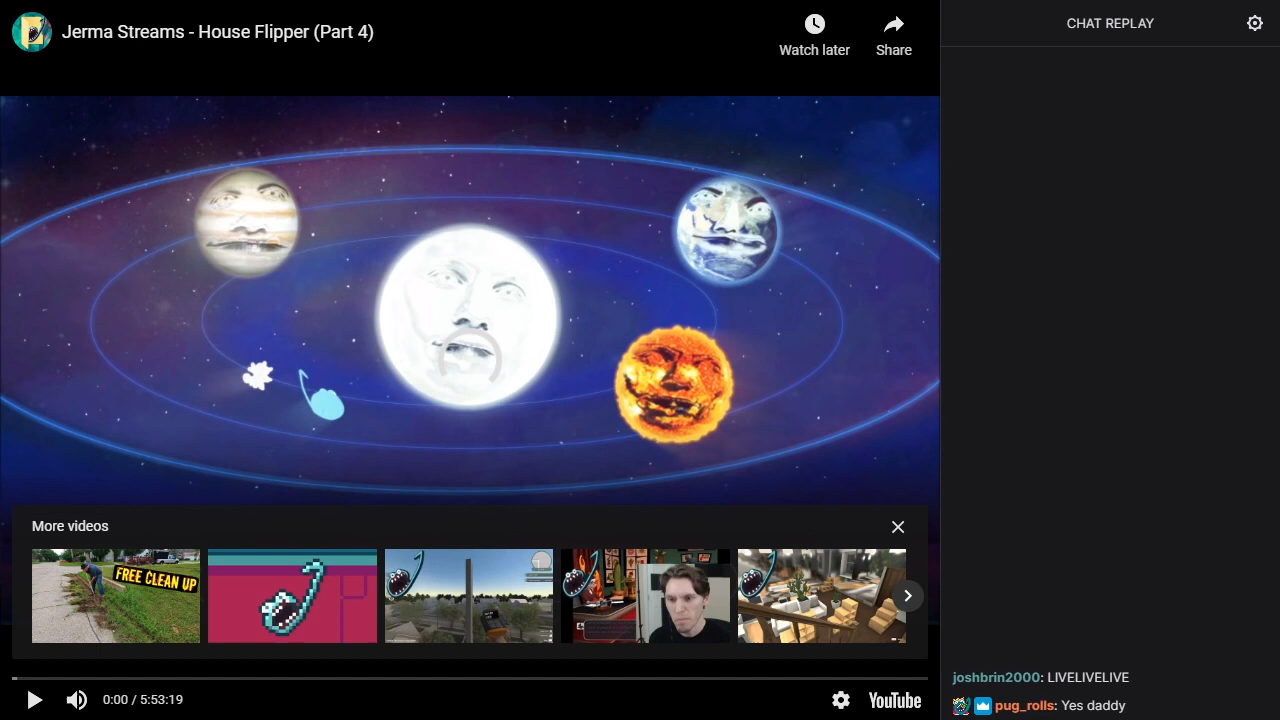 Jerma Streams - House Flipper (Part 4)
Watch later
Share
CHAT REPLAY
More videos
FREE CLEAN UP
0:00 / 5:53:19
YouTube
joshbrin2000: LIVELIVELIVE
pug_rolls: Yes daddy